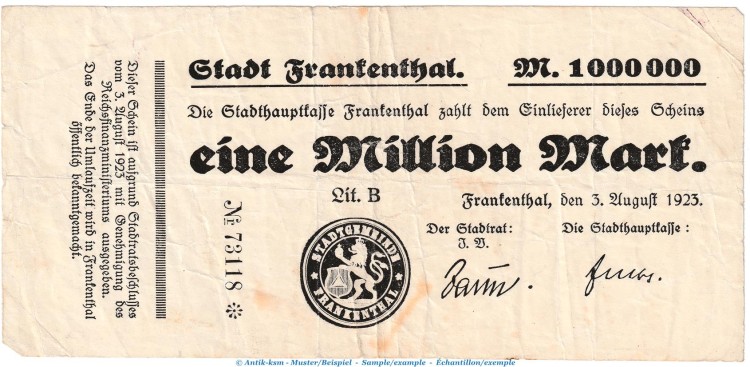 Stadt Frankenthal. M. 1000000
Die Stadthauptkasse Frankenthal zahlt dem Einlieferer dieses Scheins
eine Million Mark.
Lit. B
Frankenthal, den 3. August 1923.
Der Stadtrat: Die Stadthauptkasse:
J. V.
№ 73118 *
STADTGEMEINDE
FRANKENTHAL
Dieser Schein ist aufgrund Stadtratsbeschlusses
vom 3. August 1923 mit Genehmigung des
Reichsfinanzministeriums ausgegeben.
Das Ende der Umlaufzeit wird in Frankenthal
öffentlich bekanntgemacht.
© Antik-ksm - Muster/Beispiel - Sample/example - Échantillon/exemple